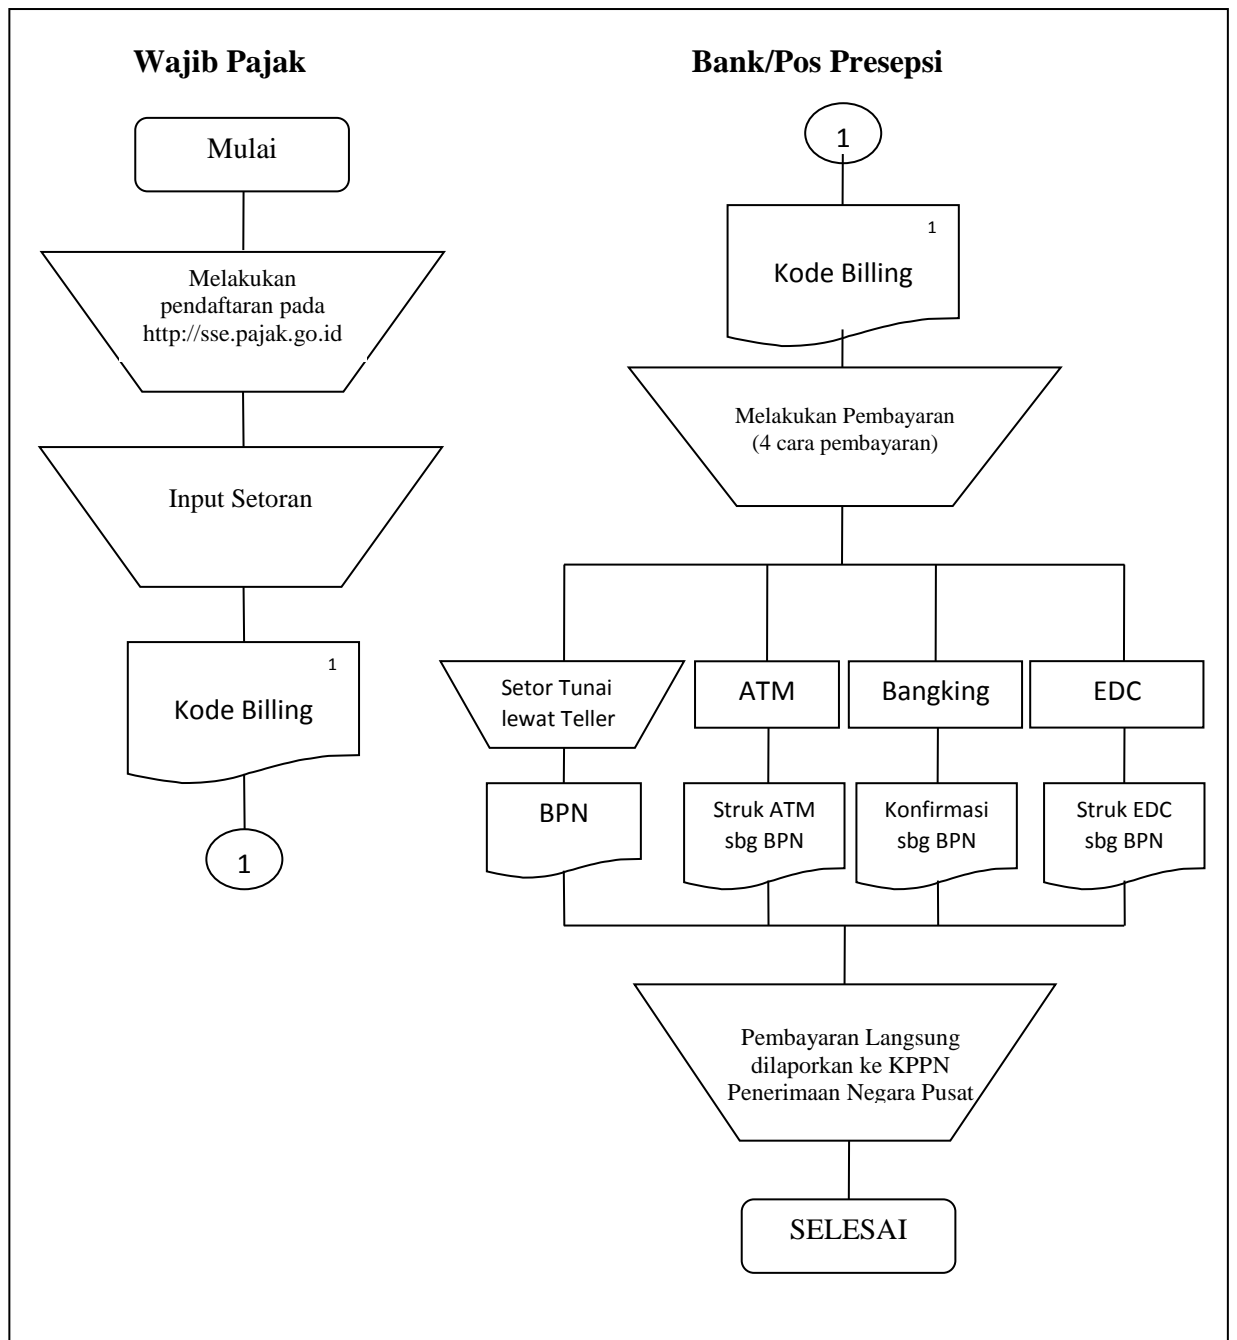 Wajib Pajak
Mulai
Melakukan
pendaftaran pada
http://sse.pajak.go.id
Input Setoran
1
Kode Billing
1
Bank/Pos Presepsi
1
1
Kode Billing
Melakukan Pembayaran
(4 cara pembayaran)
Setor Tunai
lewat Teller
ATM
Bangking
EDC
BPN
Struk ATM
sbg BPN
Konfirmasi
sbg BPN
Struk EDC
sbg BPN
Pembayaran Langsung
dilaporkan ke KPPN
Penerimaan Negara Pusat
SELESAI